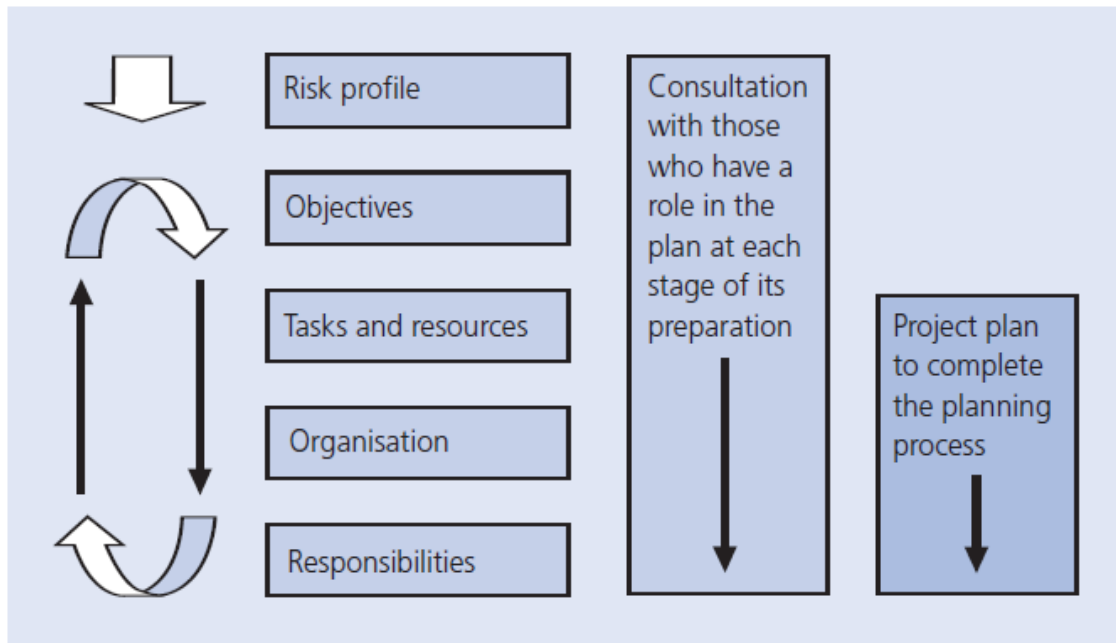 Risk profile
Objectives
Tasks and resources
Organisation
Responsibilities
Consultation
with those
who have a
role in the
plan at each
stage of its
preparation
Project plan
to complete
the planning
process